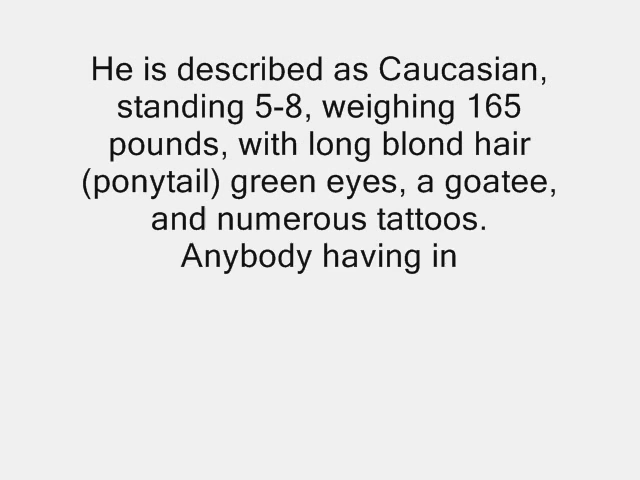 He is described as Caucasian,
standing 5-8, weighing 165
pounds, with long blond hair
(ponytail) green eyes, a goatee,
and numerous tattoos.
Anybody having in